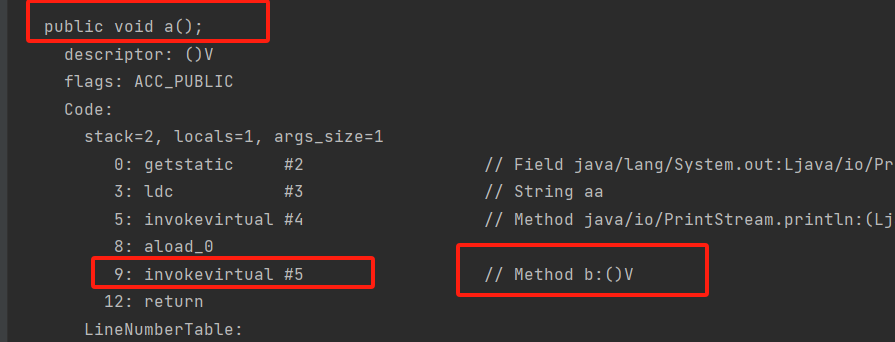 public void a();
descriptor: ()V
flags: ACC_PUBLIC
Code:
stack=2, locals=1, args_size=1
0: getstatic #2 // Field java/lang/System.out:Ljava/io/Pr
3: ldc #3 // String aa
5: invokevirtual #4 // Method java/io/PrintStream.println:(Lj
8: aload_0
9: invokevirtual #5 // Method b:()V
12: return
LineNumberTable: